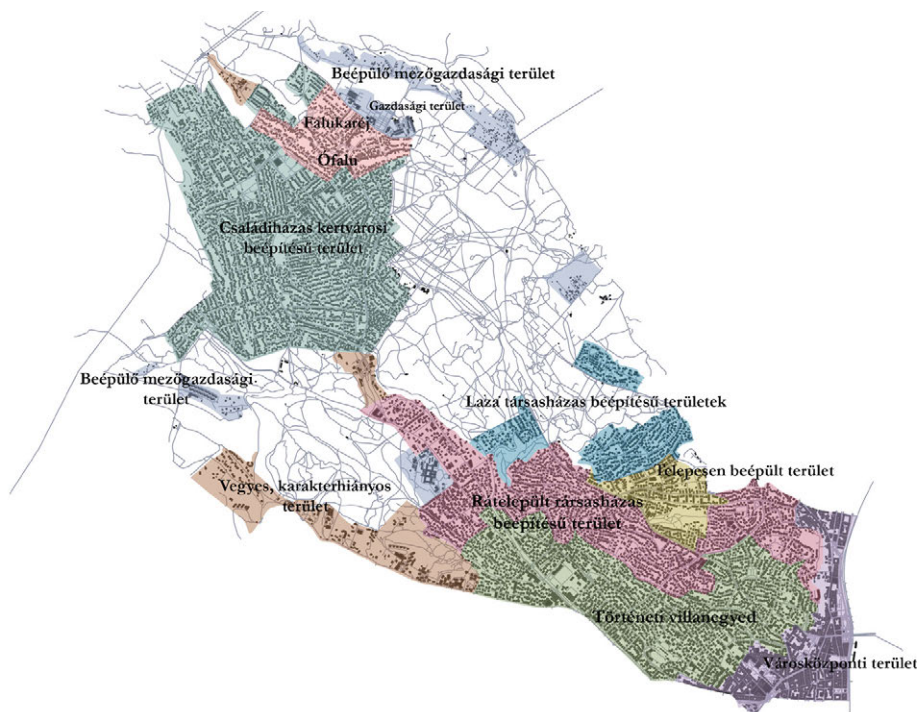 Beépülő mezőgazdasági terület
Gazdasági terület
Falukaréj
Ófalu
Családiházas kertvárosi
beépítésű terület
Beépülő mezőgazdasági
terület
Laza társasházas beépítésű területek
Telepesen beépült terület
Vegyes, karakterhiányos
terület
Rátelepült társasházas
beépítésű terület
Történeti villanegyed
Városközponti terület